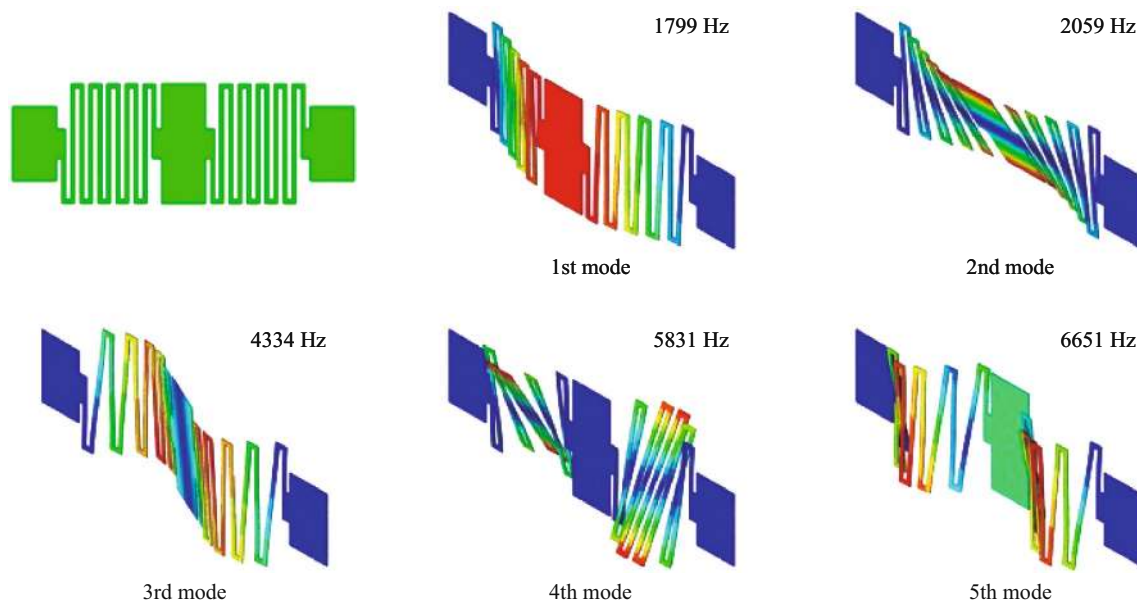 1799 Hz
2059 Hz
1st mode
2nd mode
4334 Hz
5831 Hz
6651 Hz
3rd mode
4th mode
5th mode